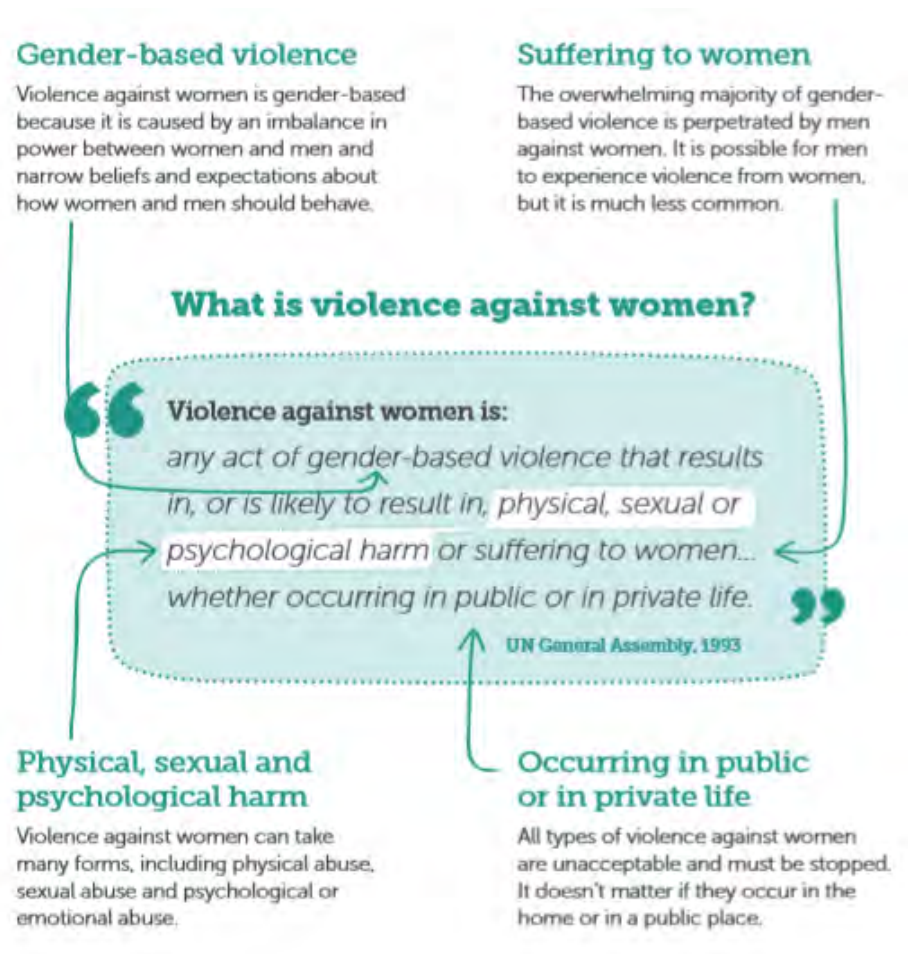 Gender-based violence
Violence against women is gender-based
because it is caused by an imbalance in
power between women and men and
narrow beliefs and expectations about
how women and men should behave.
Suffering to women
The overwhelming majority of gender-
based violence is perpetrated by men
against women. It is possible for men
to experience violence from women,
but it is much less common.
What is violence against women?
“
Violence against women is:
any act of gender-based violence that results
in, or is likely to result in, physical, sexual or
psychological harm or suffering to women...
whether occurring in public or in private life.
”
UN General Assembly, 1993
Physical, sexual and
psychological harm
Violence against women can take
many forms, including physical abuse,
sexual abuse and psychological or
emotional abuse.
Occurring in public
or in private life
All types of violence against women
are unacceptable and must be stopped.
It doesn't matter if they occur in the
home or in a public place.